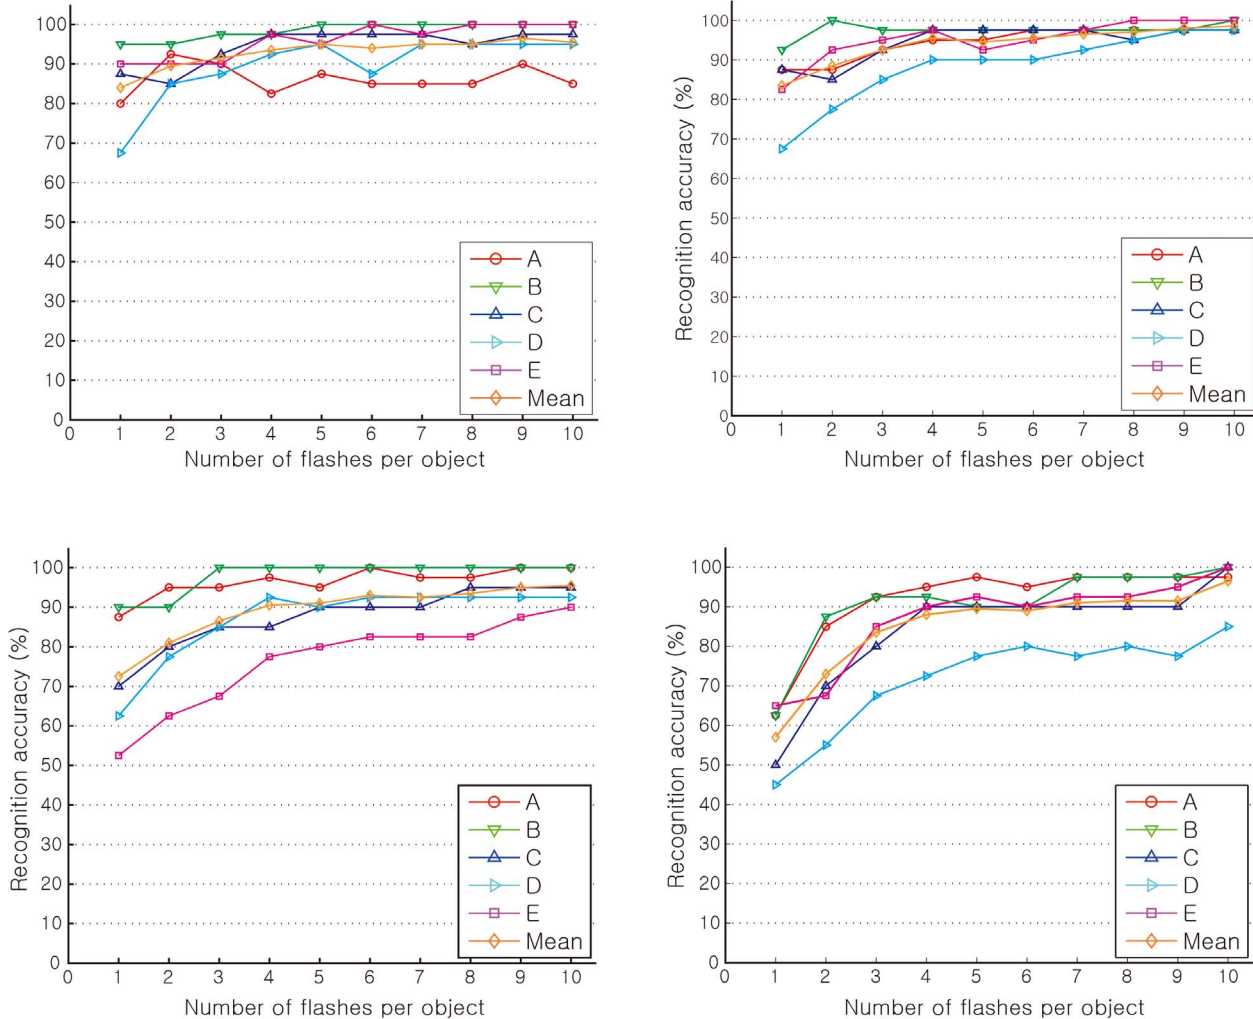 100
90
80
70
60
50
40
30
20
10
0
0 1 2 3 4 5 6 7 8 9 10
Number of flashes per object
A
B
C
D
E
Mean
Recognition accuracy (%)
100
90
80
70
60
50
40
30
20
10
0
0 1 2 3 4 5 6 7 8 9 10
Number of flashes per object
A
B
C
D
E
Mean
Recognition accuracy (%)
100
90
80
70
60
50
40
30
20
10
0
0 1 2 3 4 5 6 7 8 9 10
Number of flashes per object
A
B
C
D
E
Mean
Recognition accuracy (%)
100
90
80
70
60
50
40
30
20
10
0
0 1 2 3 4 5 6 7 8 9 10
Number of flashes per object
A
B
C
D
E
Mean